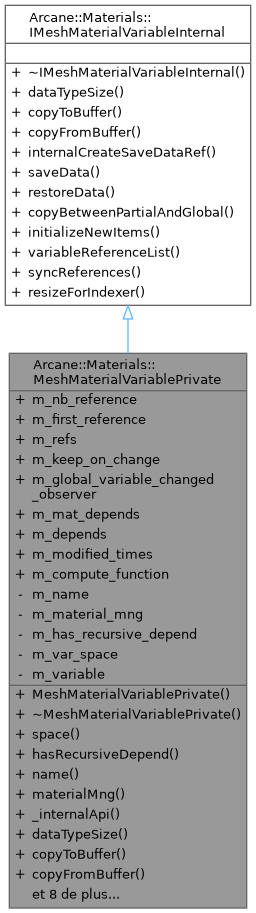 Arcane::Materials::
IMeshMaterialVariableInternal
+ ~IMeshMaterialVariableInternal()
+ dataTypeSize()
+ copyToBuffer()
+ copyFromBuffer()
+ internalCreateSaveDataRef()
+ saveData()
+ restoreData()
+ copyBetweenPartialAndGlobal()
+ initializeNewItems()
+ variableReferenceList()
+ syncReferences()
+ resizeForIndexer()
Arcane::Materials::
MeshMaterialVariablePrivate
+ m_nb_reference
+ m_first_reference
+ m_refs
+ m_keep_on_change
+ m_global_variable_changed
_observer
+ m_mat_depends
+ m_depends
+ m_modified_times
+ m_compute_function
- m_name
- m_material_mng
- m_has_recursive_depend
- m_var_space
- m_variable
+ MeshMaterialVariablePrivate()
+ ~MeshMaterialVariablePrivate()
+ space()
+ hasRecursiveDepend()
+ name()
+ materialMng()
+ _internalApi()
+ dataTypeSize()
+ copyToBuffer()
+ copyFromBuffer()
et 8 de plus...